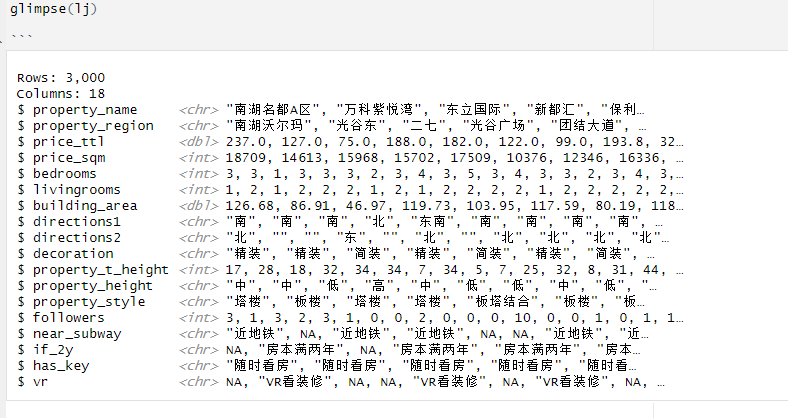 glimpse(lj)
```
Rows: 3,000
Columns: 18
$ property_name     <chr> "南湖名都A区", "万科紫悦湾", "东立国际", "新都汇", "保利…
$ property_region   <chr> "南湖沃尔玛", "光谷东", "二七", "光谷广场", "团结大道", …
$ price_ttl         <dbl> 237.0, 127.0, 75.0, 188.0, 182.0, 122.0, 99.0, 193.8, 32…
$ price_sqm         <int> 18709, 14613, 15968, 15702, 17509, 10376, 12346, 16336, …
$ bedrooms          <int> 3, 3, 1, 3, 3, 3, 2, 3, 4, 3, 5, 3, 4, 3, 3, 2, 3, 4, 3,…
$ livingrooms       <int> 1, 2, 1, 2, 2, 2, 1, 2, 1, 2, 2, 2, 2, 1, 2, 2, 2, 2, 2,…
$ building_area     <dbl> 126.68, 86.91, 46.97, 119.73, 103.95, 117.59, 80.19, 118…
$ directions1       <chr> "南", "南", "南", "北", "东南", "南", "南", "南", "南", …
$ directions2       <chr> "北", "", "", "东", "", "北", "", "北", "北", "北", "北"…
$ decoration        <chr> "精装", "精装", "简装", "精装", "简装", "精装", "简装", …
$ property_t_height <int> 17, 28, 18, 32, 34, 34, 7, 34, 5, 7, 25, 32, 8, 31, 44, …
$ property_height   <chr> "中", "中", "低", "高", "中", "低", "低", "中", "低", "…
$ property_style    <chr> "塔楼", "板楼", "塔楼", "塔楼", "板塔结合", "板楼", "板…
$ followers         <int> 3, 1, 3, 2, 3, 1, 0, 0, 2, 0, 0, 0, 10, 0, 0, 1, 0, 1, 1…
$ near_subway       <chr> "近地铁", NA, "近地铁", "近地铁", NA, NA, "近地铁", "近…
$ if_2y             <chr> NA, "房本满两年", NA, "房本满两年", "房本满两年", "房本…
$ has_key           <chr> "随时看房", "随时看房", "随时看房", "随时看房", "随时看…
$ vr                <chr> NA, "VR看装修", NA, NA, "VR看装修", NA, "VR看装修", NA, …